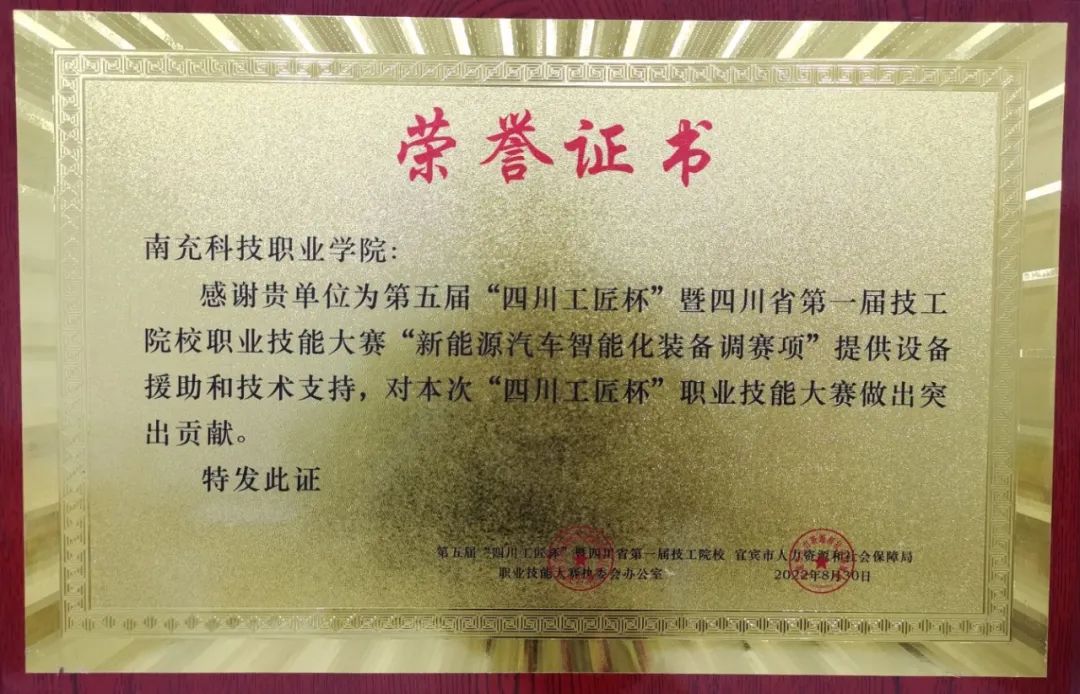 荣誉证书
南充科技职业学院：
感谢贵单位为第五届“四川工匠杯”暨四川省第一届技工
院校职业技能大赛“新能源汽车智能化装备调赛项”提供设备
援助和技术支持，对本次“四川工匠杯”职业技能大赛做出突
出贡献。
特发此证
第五届“四川工匠杯”暨四川省第一届技工院校 宜宾市人力资源和社会保障局
职业技能大赛执委会办公室 2022年8月30日